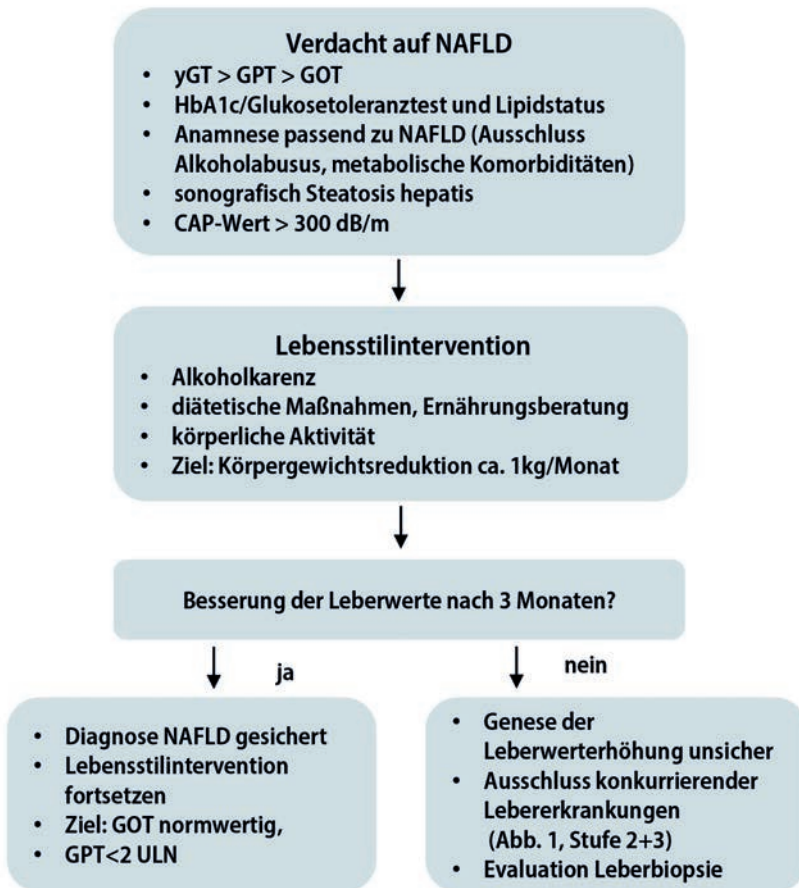 Verdacht auf NAFLD
• yGT > GPT > GOT
• HbA1c/Glukosetoleranztest und Lipidstatus
• Anamnese passend zu NAFLD (Ausschluss
Alkoholabusus, metabolische Komorbiditäten)
• sonografisch Steatosis hepatis
• CAP-Wert > 300 dB/m
Lebensstilintervention
• Alkoholkarenz
• diätetische Maßnahmen, Ernährungsberatung
• körperliche Aktivität
• Ziel: Körpergewichtsreduktion ca. 1kg/Monat
Besserung der Leberwerte nach 3 Monaten?
ja
nein
• Diagnose NAFLD gesichert
• Lebensstilintervention
fortsetzen
• Ziel: GOT normwertig,
• GPT<2 ULN
• Genese der
Leberwerterhöhung unsicher
• Ausschluss konkurrierender
Lebererkrankungen
(Abb. 1, Stufe 2+3)
• Evaluation Leberbiopsie